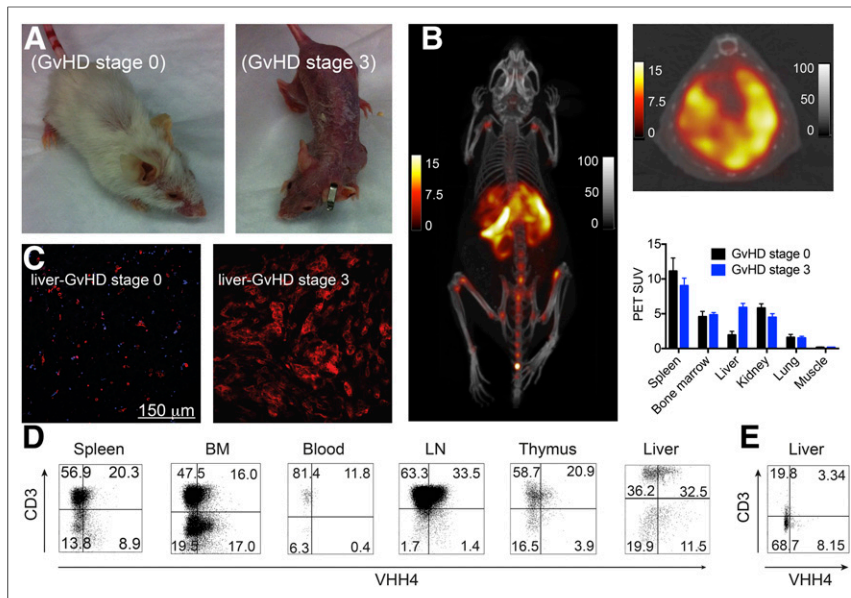 A
(GvHD stage 0)
(GvHD stage 3)
B
15
7.5
0
100
50
0
15
7.5
0
100
50
0
C
liver-GvHD stage 0
liver-GvHD stage 3
150 μm
PET SUV
15
10
5
0
GvHD stage 0
GvHD stage 3
Spleen
Bone marrow
Liver
Kidney
Lung
Muscle
D
Spleen
BM
Blood
LN
Thymus
Liver
CD3
56.9 20.3
13.8 8.9
47.5 16.0
19.5 17.0
81.4 11.8
6.3 0.4
63.3 33.5
1.7 1.4
58.7 20.9
16.5 3.9
36.2 32.5
19.9 11.5
VHH4
E
Liver
CD3
19.8 3.34
68.7 8.15
VHH4